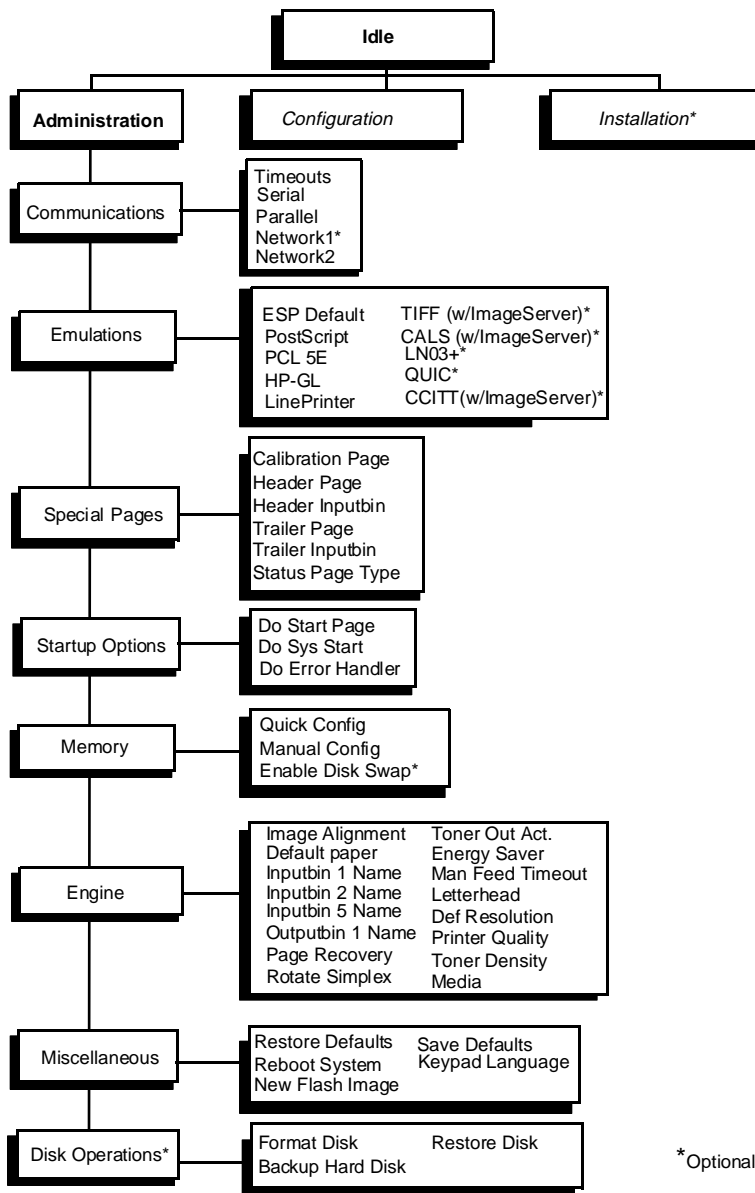 Idle
Administration
Configuration
Installation*
Communications
Timeouts
Serial
Parallel
Network1*
Network2
Emulations
ESP Default
PostScript
PCL 5E
HP-GL
LinePrinter
TIFF (w/ImageServer)*
CALS (w/ImageServer)*
LN03+*
QUIC*
CCITT(w/ImageServer)*
Special Pages
Calibration Page
Header Page
Header Inputbin
Trailer Page
Trailer Inputbin
Status Page Type
Startup Options
Do Start Page
Do Sys Start
Do Error Handler
Memory
Quick Config
Manual Config
Enable Disk Swap*
Engine
Image Alignment
Default paper
Inputbin 1 Name
Inputbin 2 Name
Inputbin 5 Name
Outputbin 1 Name
Page Recovery
Rotate Simplex
Toner Out Act.
Energy Saver
Man Feed Timeout
Letterhead
Def Resolution
Printer Quality
Toner Density
Media
Miscellaneous
Restore Defaults
Reboot System
New Flash Image
Save Defaults
Keypad Language
Disk Operations*
Format Disk
Backup Hard Disk
Restore Disk
*Optional